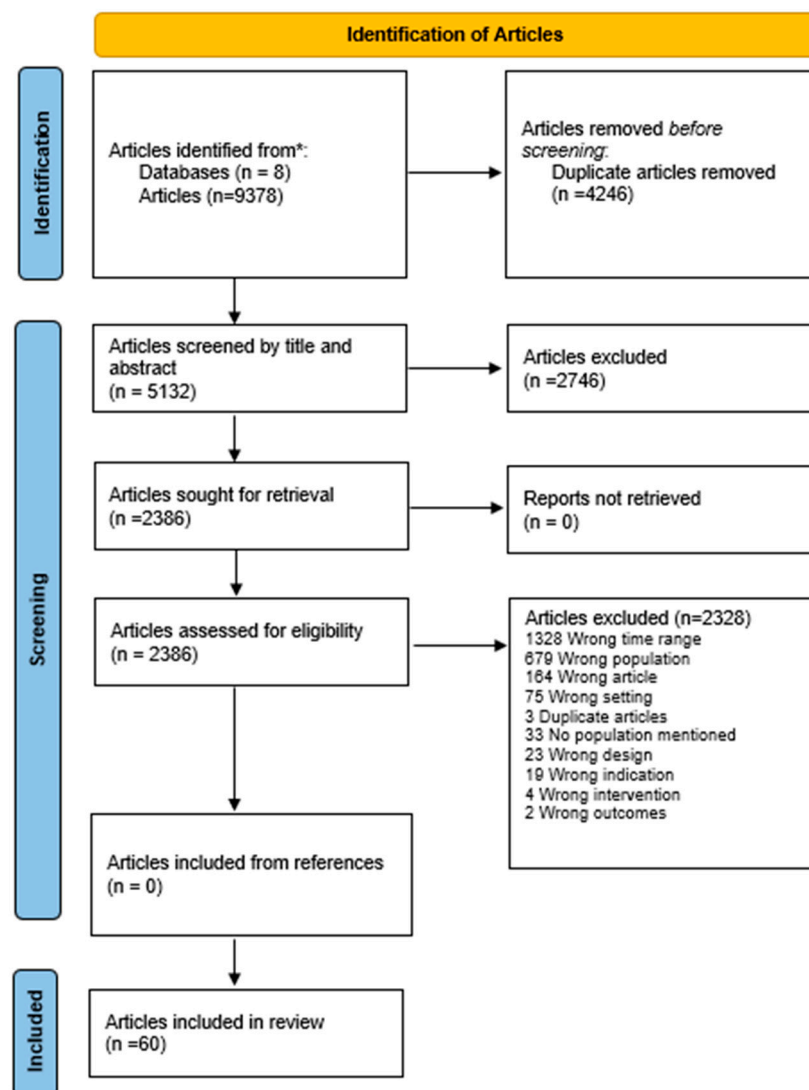 Identification of Articles
Identification
Articles identified from*:
Databases (n = 8)
Articles (n=9378)
Articles removed before
screening:
Duplicate articles removed
(n =4246)
Screening
Articles screened by title and
abstract
(n = 5132)
Articles excluded
(n =2746)
Articles sought for retrieval
(n =2386)
Reports not retrieved
(n = 0)
Articles assessed for eligibility
(n = 2386)
Articles excluded (n=2328)
1328 Wrong time range
679 Wrong population
164 Wrong article
75 Wrong setting
3 Duplicate articles
33 No population mentioned
23 Wrong design
19 Wrong indication
4 Wrong intervention
2 Wrong outcomes
Articles included from references
(n = 0)
Included
Articles included in review
(n =60)